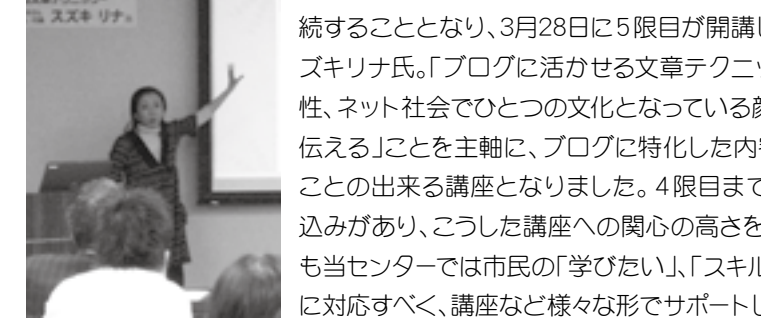 スズキ リナ。
続することとなり、3月28日に5限目が開講
ズキリナ氏。「ブログに活かせる文章テクニッ
性、ネット社会でひとつの文化となっている
伝える」ことを主軸に、ブログに特化した内
ことの出来る講座となりました。4限目まで
込みがあり、こうした講座への関心の高さを
も当センターでは市民の「学びたい」、「スキル
に対応すべく、講座など様々な形でサポートし